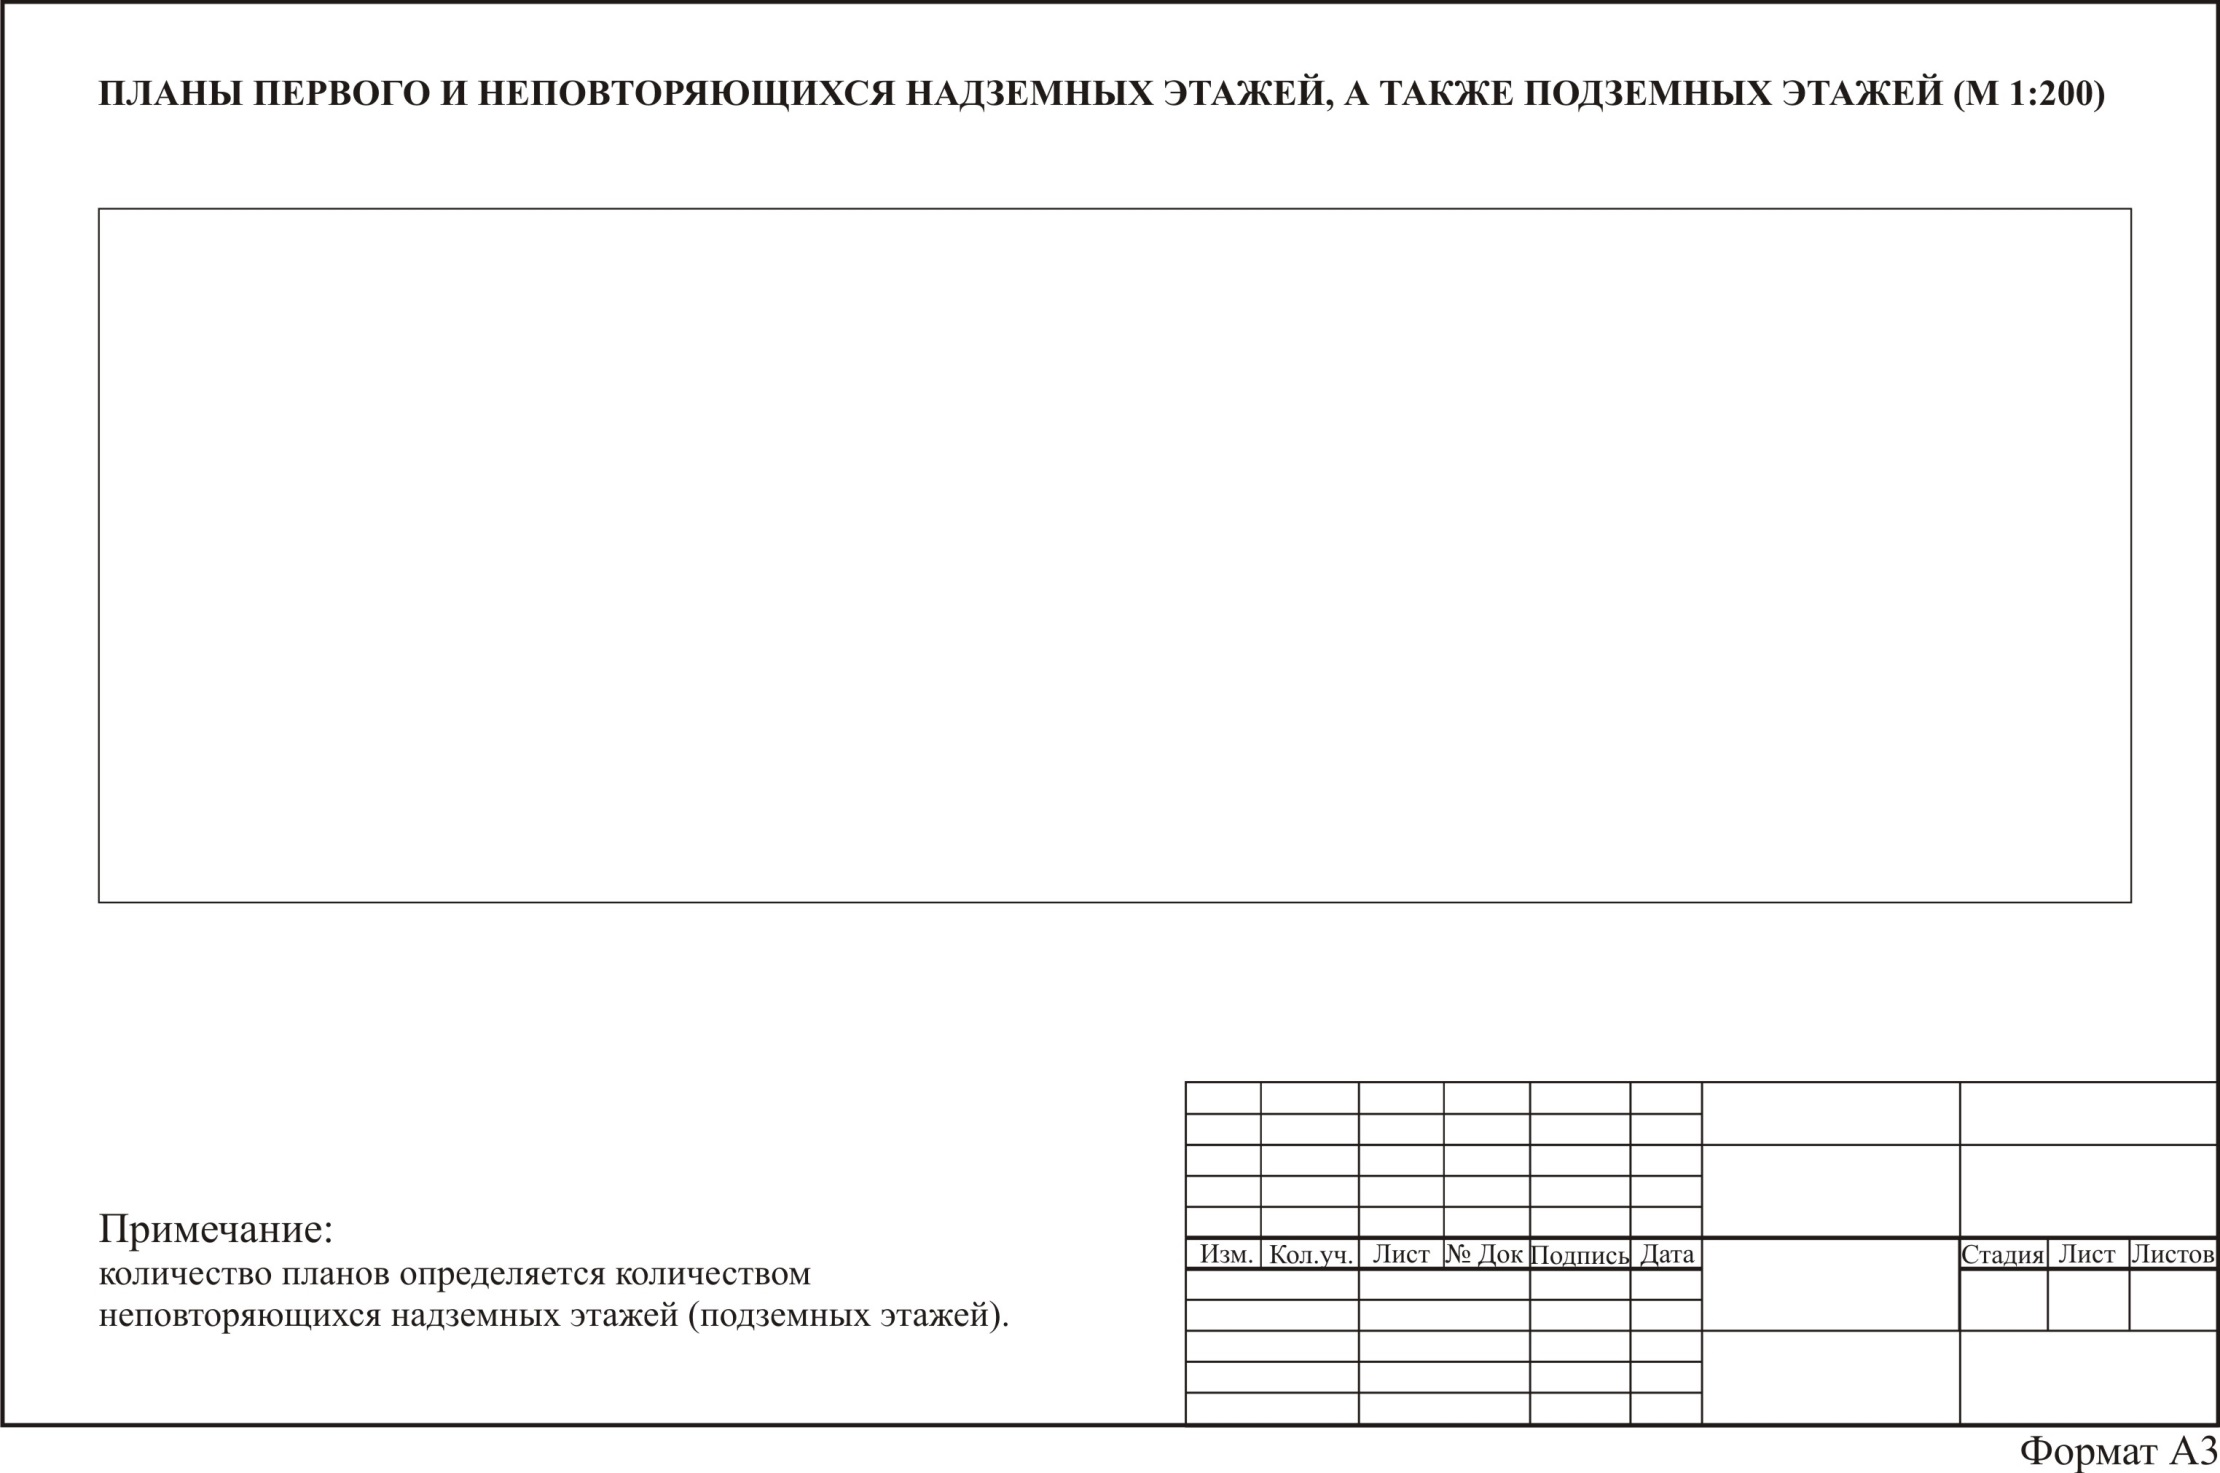 ПЛАНЫ ПЕРВОГО И НЕПОВТОРЯЮЩИХСЯ НАДЗЕМНЫХ ЭТАЖЕЙ, А ТАКЖЕ ПОДЗЕМНЫХ ЭТАЖЕЙ (М 1:200)
Примечание:
количество планов определяется количеством
неповторяющихся надземных этажей (подземных этажей).
Изм. Кол.уч. Лист № Док Подпись Дата Стадия Лист Листов
Формат А3